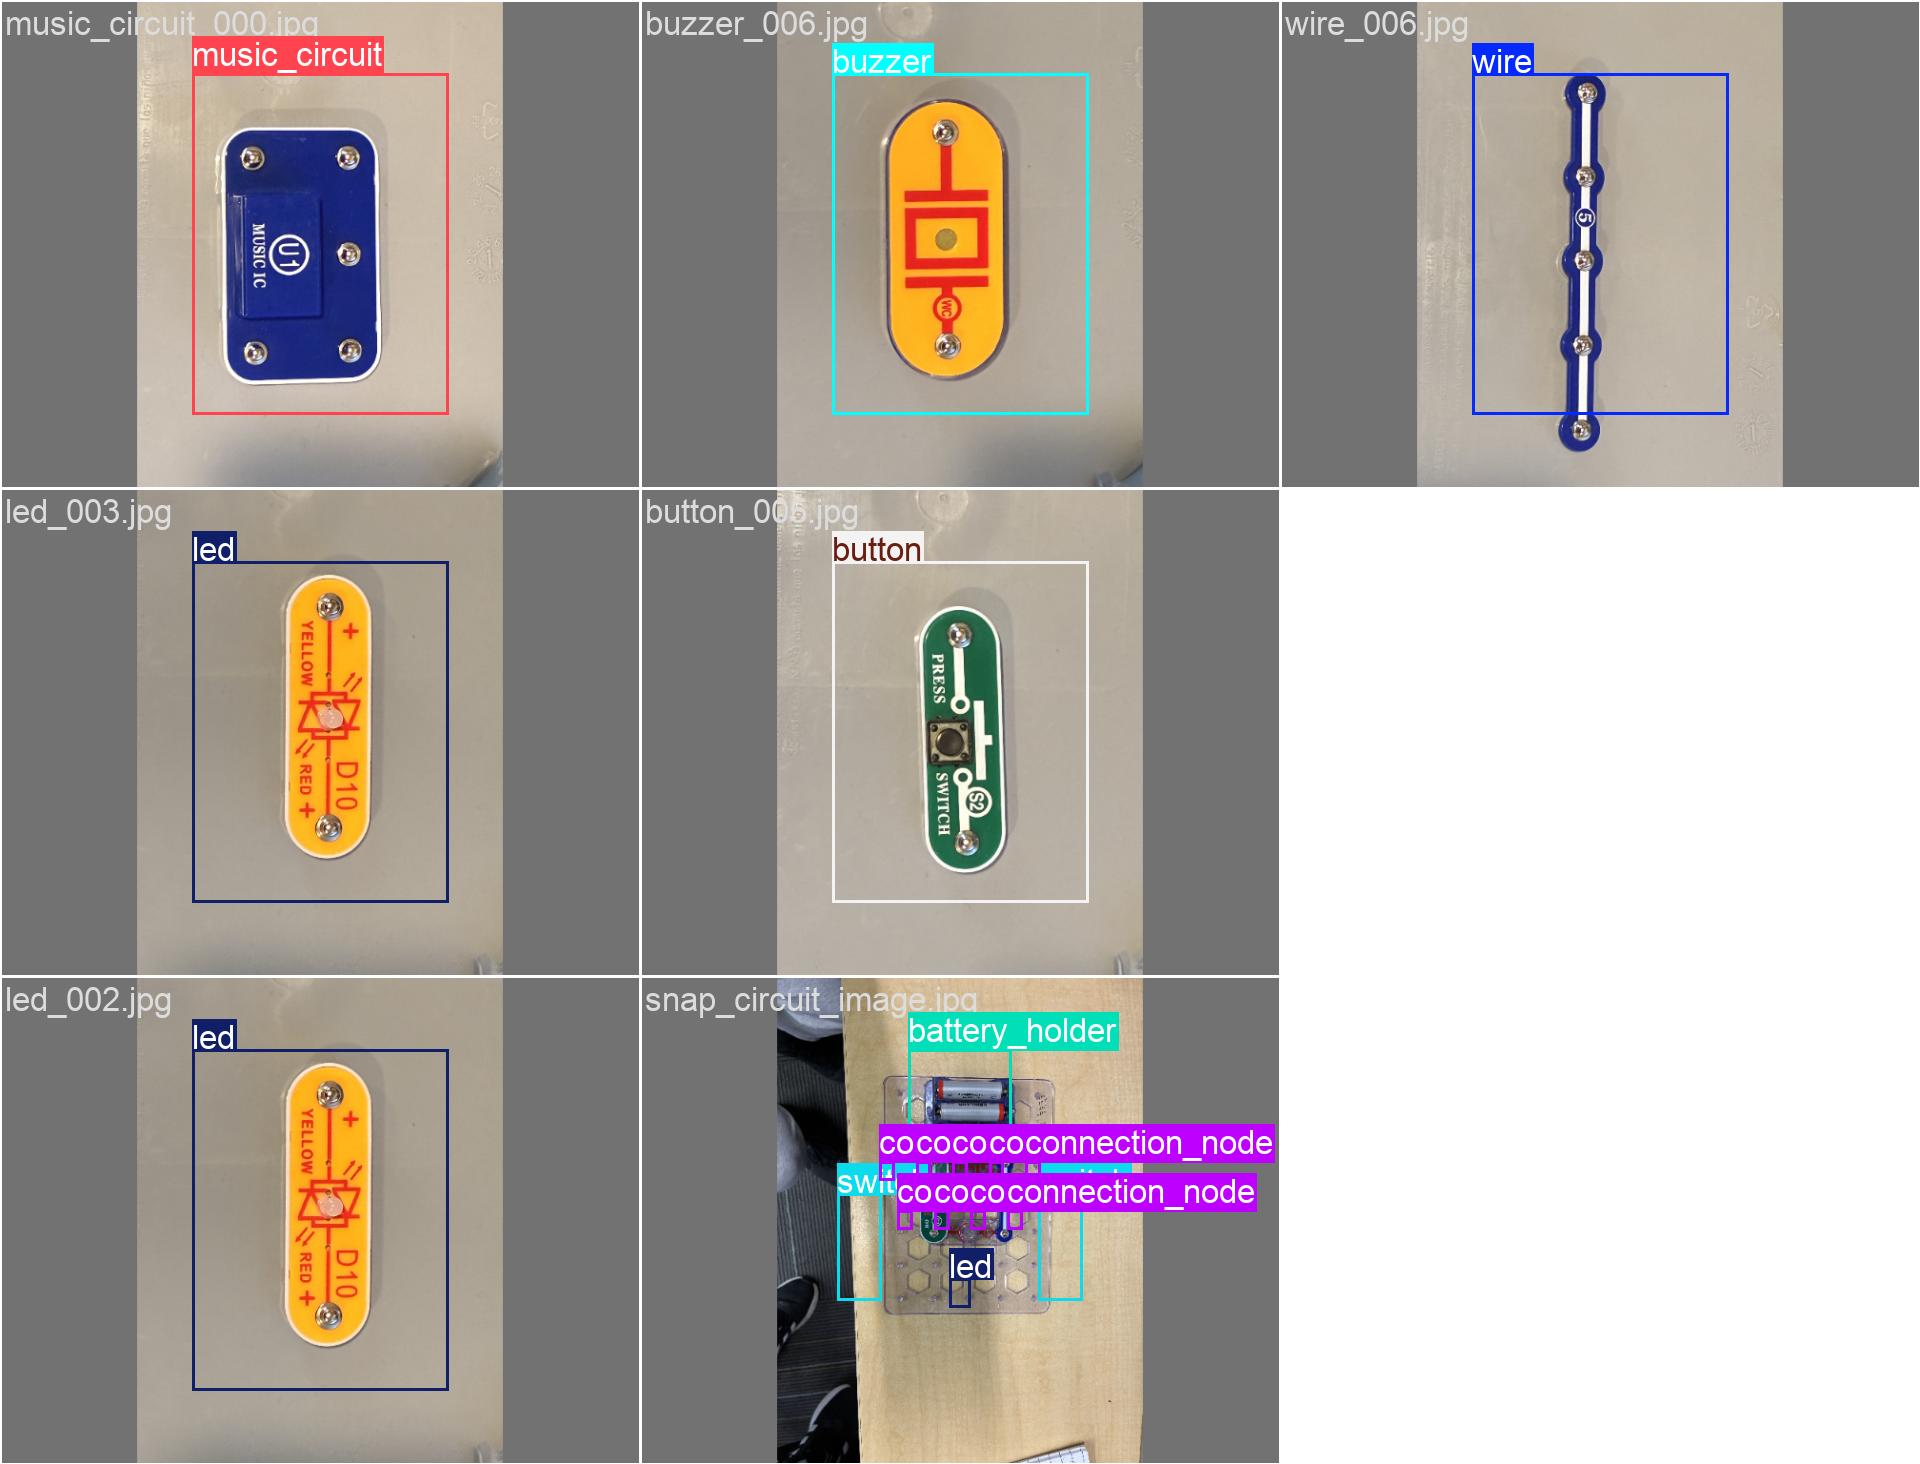 music_circuit_000.jpg
music_circuit
U1
MUSIC IC
buzzer_006.jpg
buzzer
WC
wire_006.jpg
wire
5
led_003.jpg
led
YELLOW
+
RED +
D10
button_005.jpg
button
PRESS
SWITCH
S2
led_002.jpg
led
YELLOW
+
RED +
D10
snap_circuit_image.jpg
battery_holder
cococococonnection_node
swit
cocococonnection_node
led